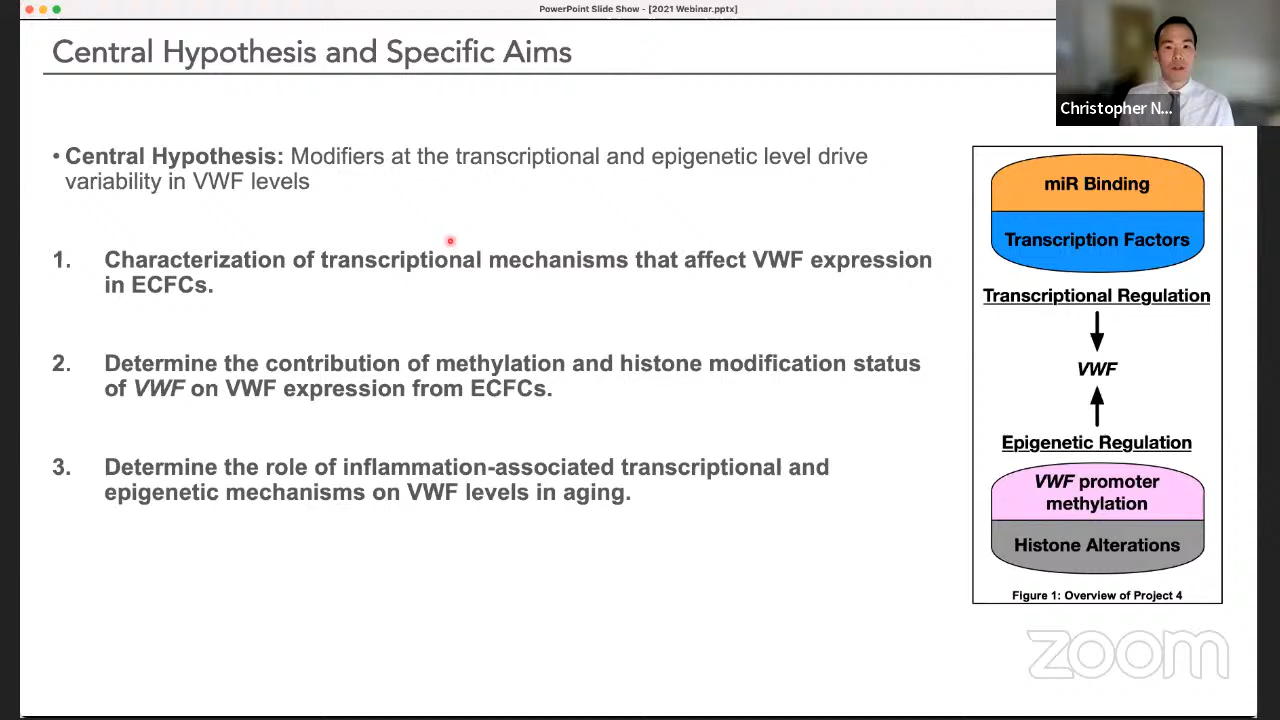 PowerPoint Slide Show - [2021 Webinar.pptx]
Central Hypothesis and Specific Aims
Christopher N...
• Central Hypothesis: Modifiers at the transcriptional and epigenetic level drive
variability in VWF levels
1. Characterization of transcriptional mechanisms that affect VWF expression
in ECFCs.
2. Determine the contribution of methylation and histone modification status
of VWF on VWF expression from ECFCs.
3. Determine the role of inflammation-associated transcriptional and
epigenetic mechanisms on VWF levels in aging.
miR Binding
Transcription Factors
Transcriptional Regulation
VWF
Epigenetic Regulation
VWF promoter
methylation
Histone Alterations
Figure 1: Overview of Project 4
zoom